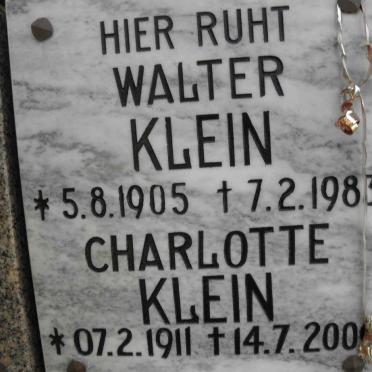 HIER RUHT
WALTER
KLEIN
* 5.8.1905 † 7.2.1983
CHARLOTTE
KLEIN
* 07.2.1911 † 14.7.200